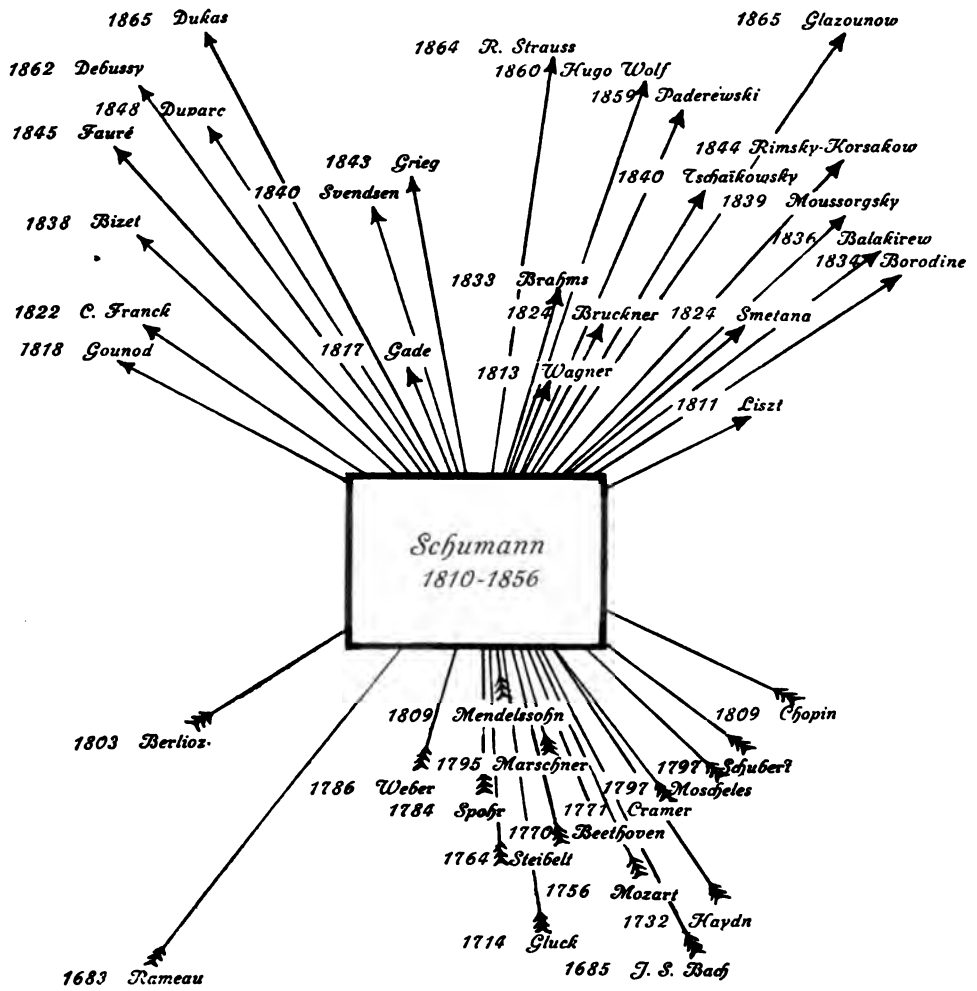 1865 Dukas
1865 Glazounow
1864 R. Strauss
1862 Debussy
1860 Hugo Wolf
1859 Paderewski
1848 Duparc
1845 Fauré
1843 Grieg
1844 Rimsky-Korsakow
1840 Svendsen
1840 Tschaïkowsky
1839 Moussorgsky
1838 Bizet
1836 Balakirew
1834 Borodine
1833 Brahms
1822 C. Franck
1824 Bruckner
1824 Smetana
1818 Gounod
1817 Gade
1813 Wagner
1811 Liszt
Schumann
1810-1856
1809 Mendelssohn
1809 Chopin
1803 Berlioz.
1795 Marschner
1797 Schubert
1786 Weber
1797 Moscheles
1784 Spohr
1771 Cramer
1770 Beethoven
1764 Steibelt
1756 Mozart
1732 Haydn
1714 Gluck
1683 Rameau
1685 J. S. Bach